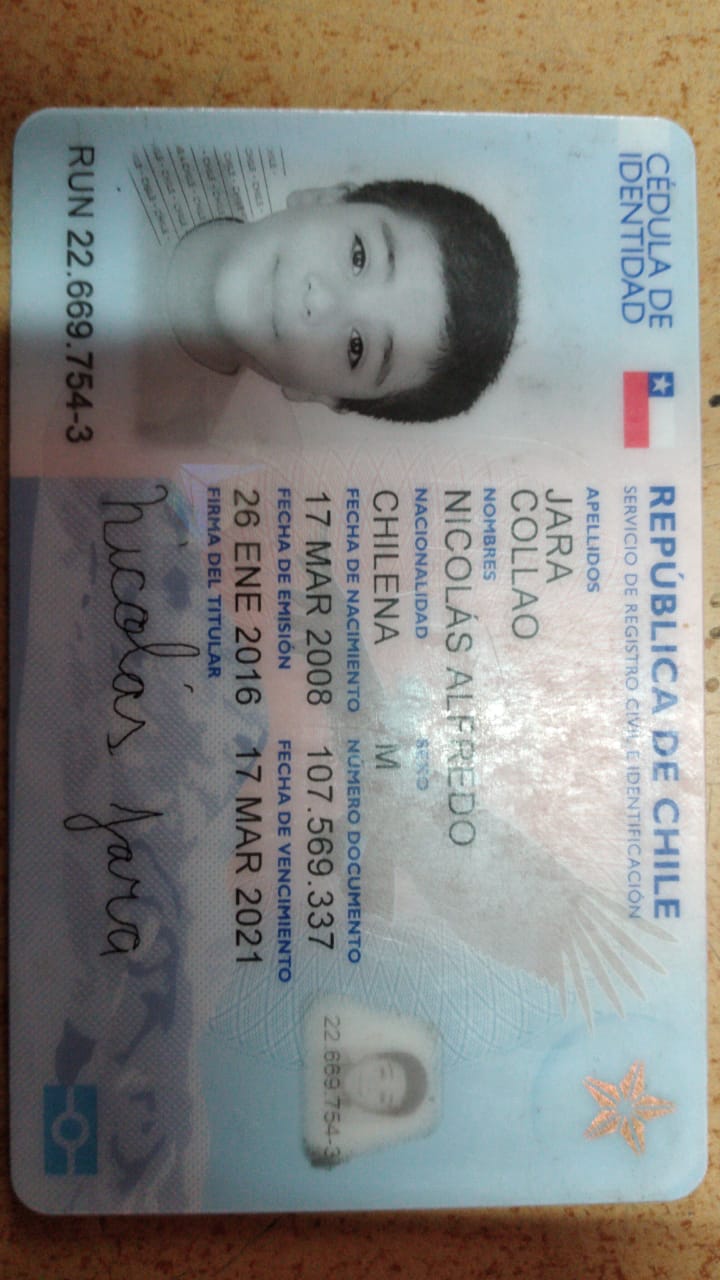 CÉDULA DE
IDENTIDAD
REPÚBLICA DE CHILE
SERVICIO DE REGISTRO CIVIL E IDENTIFICACIÓN
APELLIDOS
JARA
COLLAO
NOMBRES
NICOLÁS ALFREDO
NACIONALIDAD SEXO
CHILENA M
FECHA DE NACIMIENTO NÚMERO DOCUMENTO
17 MAR 2008 107.569.337
FECHA DE EMISIÓN FECHA DE VENCIMIENTO
26 ENE 2016 17 MAR 2021
FIRMA DEL TITULAR
Nicolás Jara
RUN 22.669.754-3
22.669.754-3